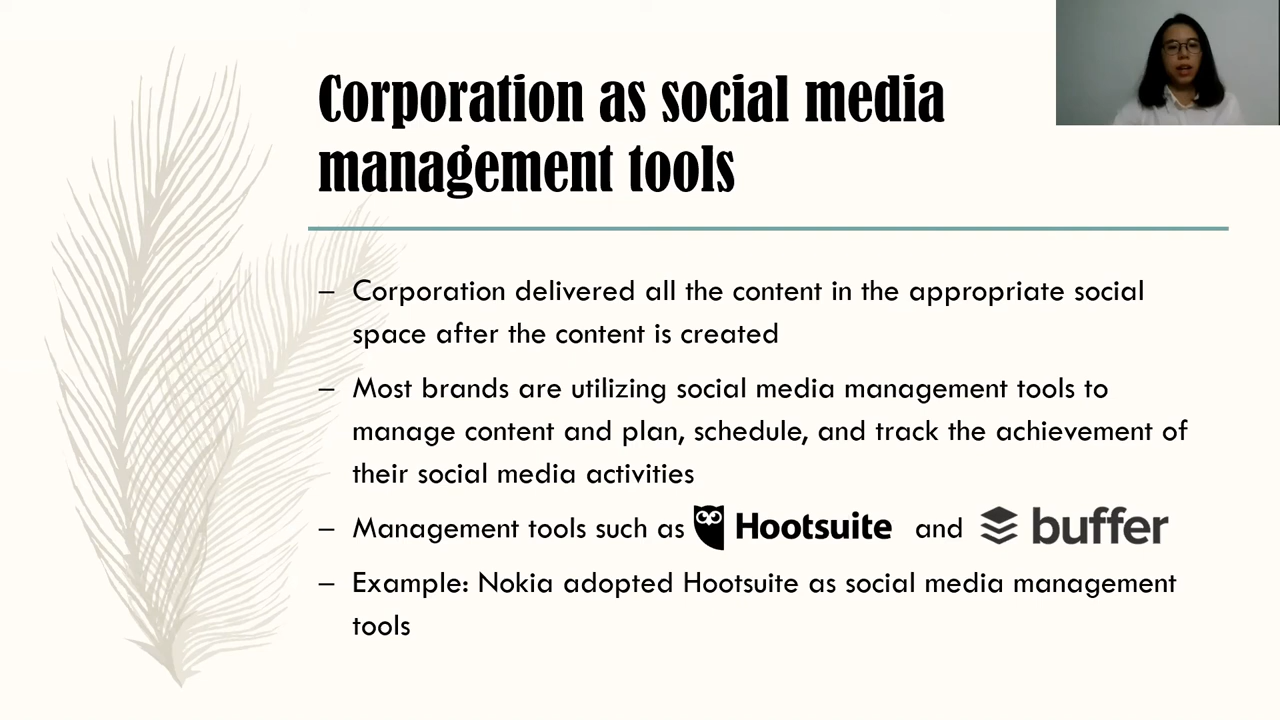 Corporation as social media
management tools
– Corporation delivered all the content in the appropriate social
space after the content is created
– Most brands are utilizing social media management tools to
manage content and plan, schedule, and track the achievement of
their social media activities
– Management tools such as Hootsuite and buffer
– Example: Nokia adopted Hootsuite as social media management
tools